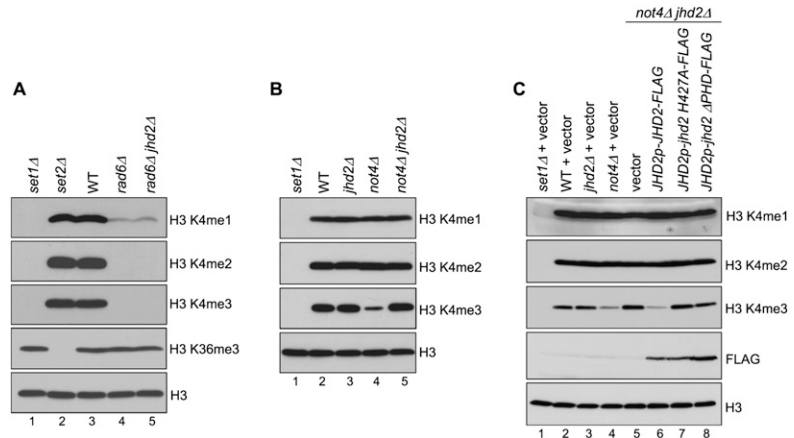 A
set1Δ
set2Δ
WT
rad6Δ
rad6Δ jhd2Δ
H3 K4me1
H3 K4me2
H3 K4me3
H3 K36me3
H3
1 2 3 4 5
B
set1Δ
WT
jhd2Δ
not4Δ
not4Δ jhd2Δ
H3 K4me1
H3 K4me2
H3 K4me3
H3
1 2 3 4 5
C
not4Δ jhd2Δ
set1Δ + vector
WT + vector
jhd2Δ + vector
not4Δ + vector
vector
JHD2p-JHD2-FLAG
JHD2p-jhd2 H427A-FLAG
JHD2p-jhd2 ΔPHD-FLAG
H3 K4me1
H3 K4me2
H3 K4me3
FLAG
H3
1 2 3 4 5 6 7 8